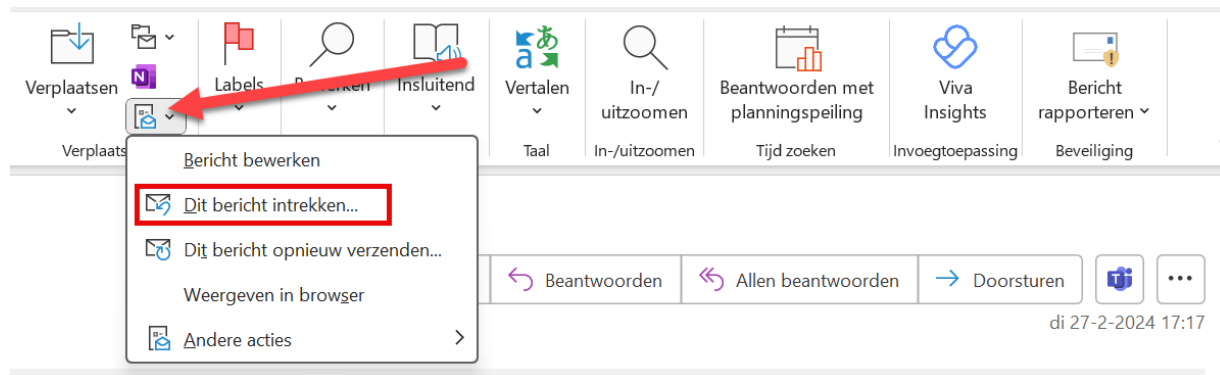 Verplaatsen
Labels
Insluitend
Vertalen
In-/
uitzoomen
Beantwoorden met
planningspeiling
Viva
Insights
Bericht
rapporteren
Verplaats
Taal
In-/uitzoomen
Tijd zoeken
Invoegtoepassing
Beveiliging
Bericht bewerken
Dit bericht intrekken...
Dit bericht opnieuw verzenden...
Weergeven in browser
Andere acties
Beantwoorden
Allen beantwoorden
Doorsturen
di 27-2-2024 17:17